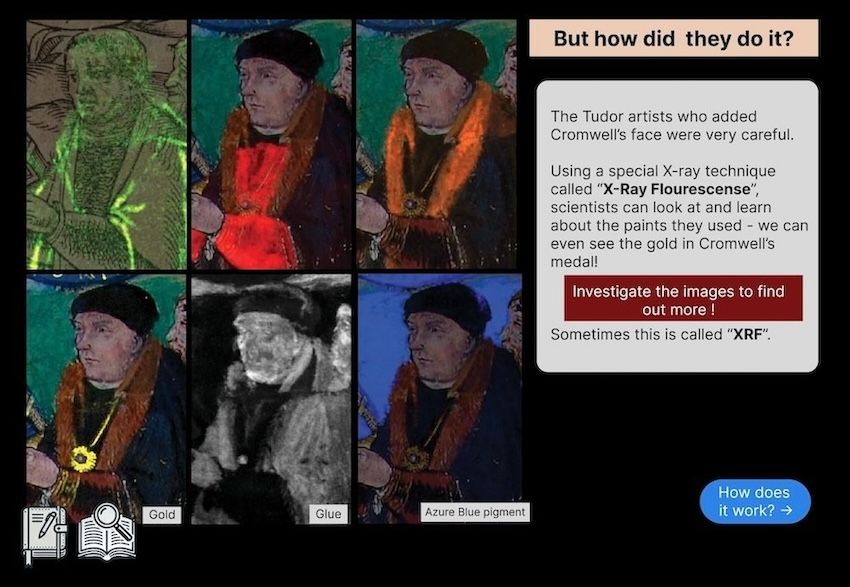 But how did they do it?
The Tudor artists who added
Cromwell's face were very careful.
Using a special X-ray technique
called "X-Ray Flourescense",
scientists can look at and learn
about the paints they used - we can
even see the gold in Cromwell's
medal!
Investigate the images to find
out more !
Sometimes this is called "XRF".
Gold
Glue
Azure Blue pigment
How does
it work? →